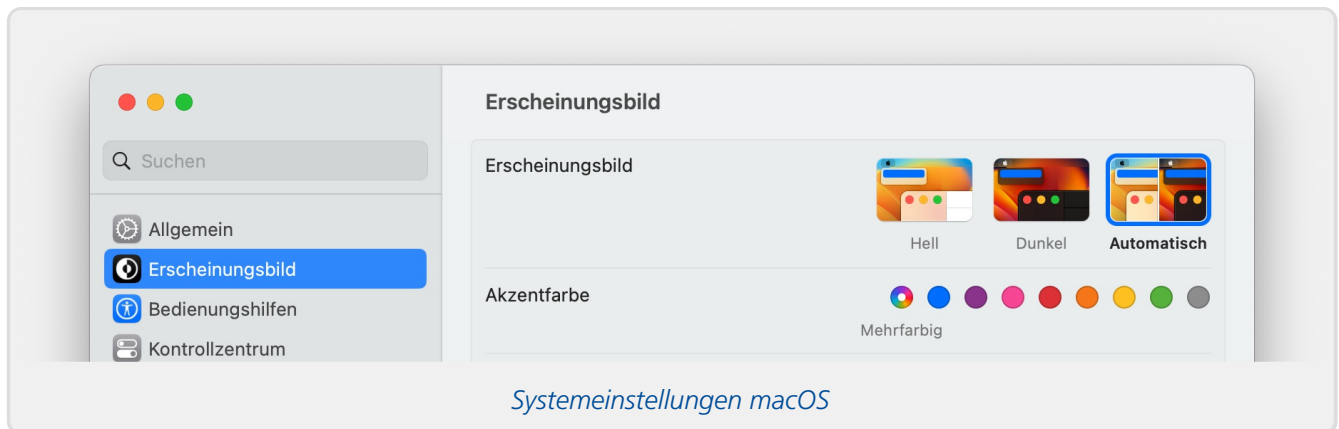 Erscheinungsbild
Suchen
Erscheinungsbild
Hell
Dunkel
Automatisch
Allgemein
Erscheinungsbild
Bedienungshilfen
Kontrollzentrum
Akzentfarbe
Mehrfarbig
Systemeinstellungen macOS